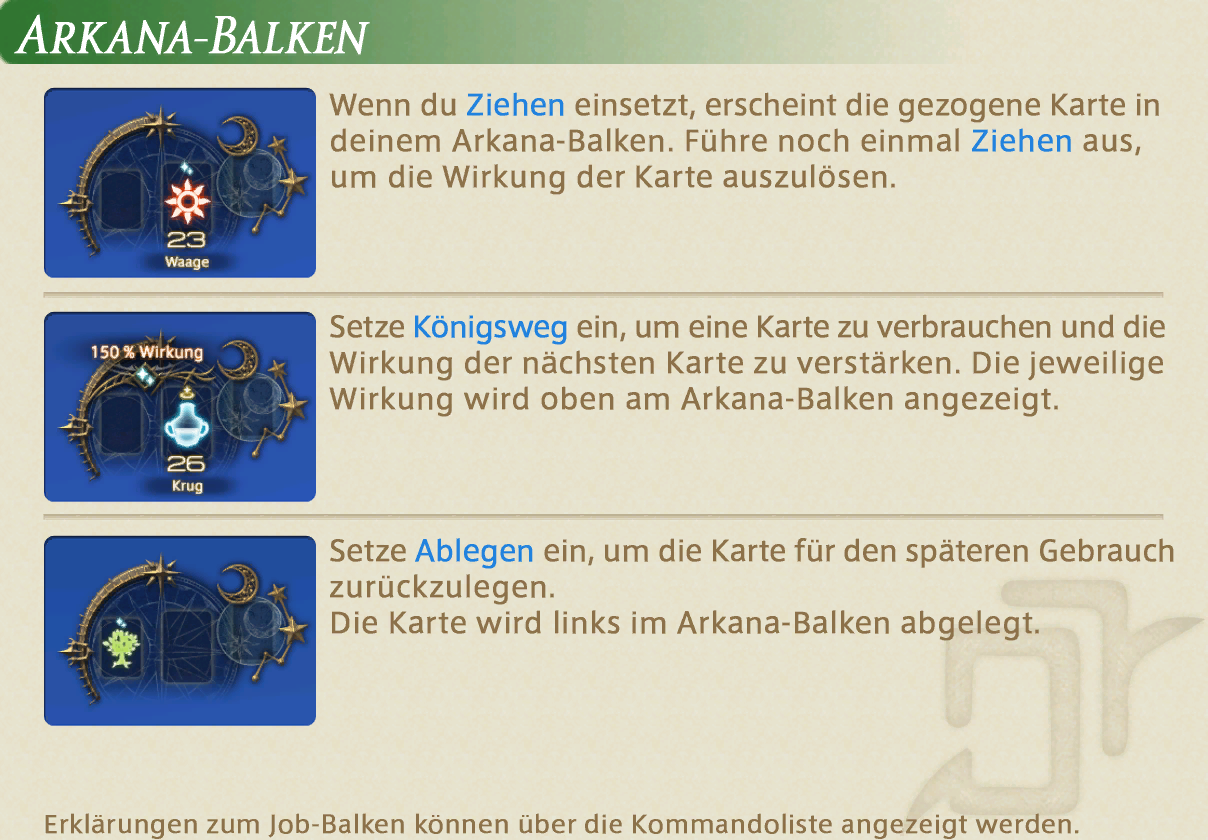 ARKANA-BALKEN
Wenn du Ziehen einsetzt, erscheint die gezogene Karte in
deinem Arkana-Balken. Führe noch einmal Ziehen aus,
um die Wirkung der Karte auszulösen.
23
Waage
Setze Königsweg ein, um eine Karte zu verbrauchen und die
Wirkung der nächsten Karte zu verstärken. Die jeweilige
Wirkung wird oben am Arkana-Balken angezeigt.
150 % Wirkung
26
Krug
Setze Ablegen ein, um die Karte für den späteren Gebrauch
zurückzulegen.
Die Karte wird links im Arkana-Balken abgelegt.
Erklärungen zum Job-Balken können über die Kommandoliste angezeigt werden.